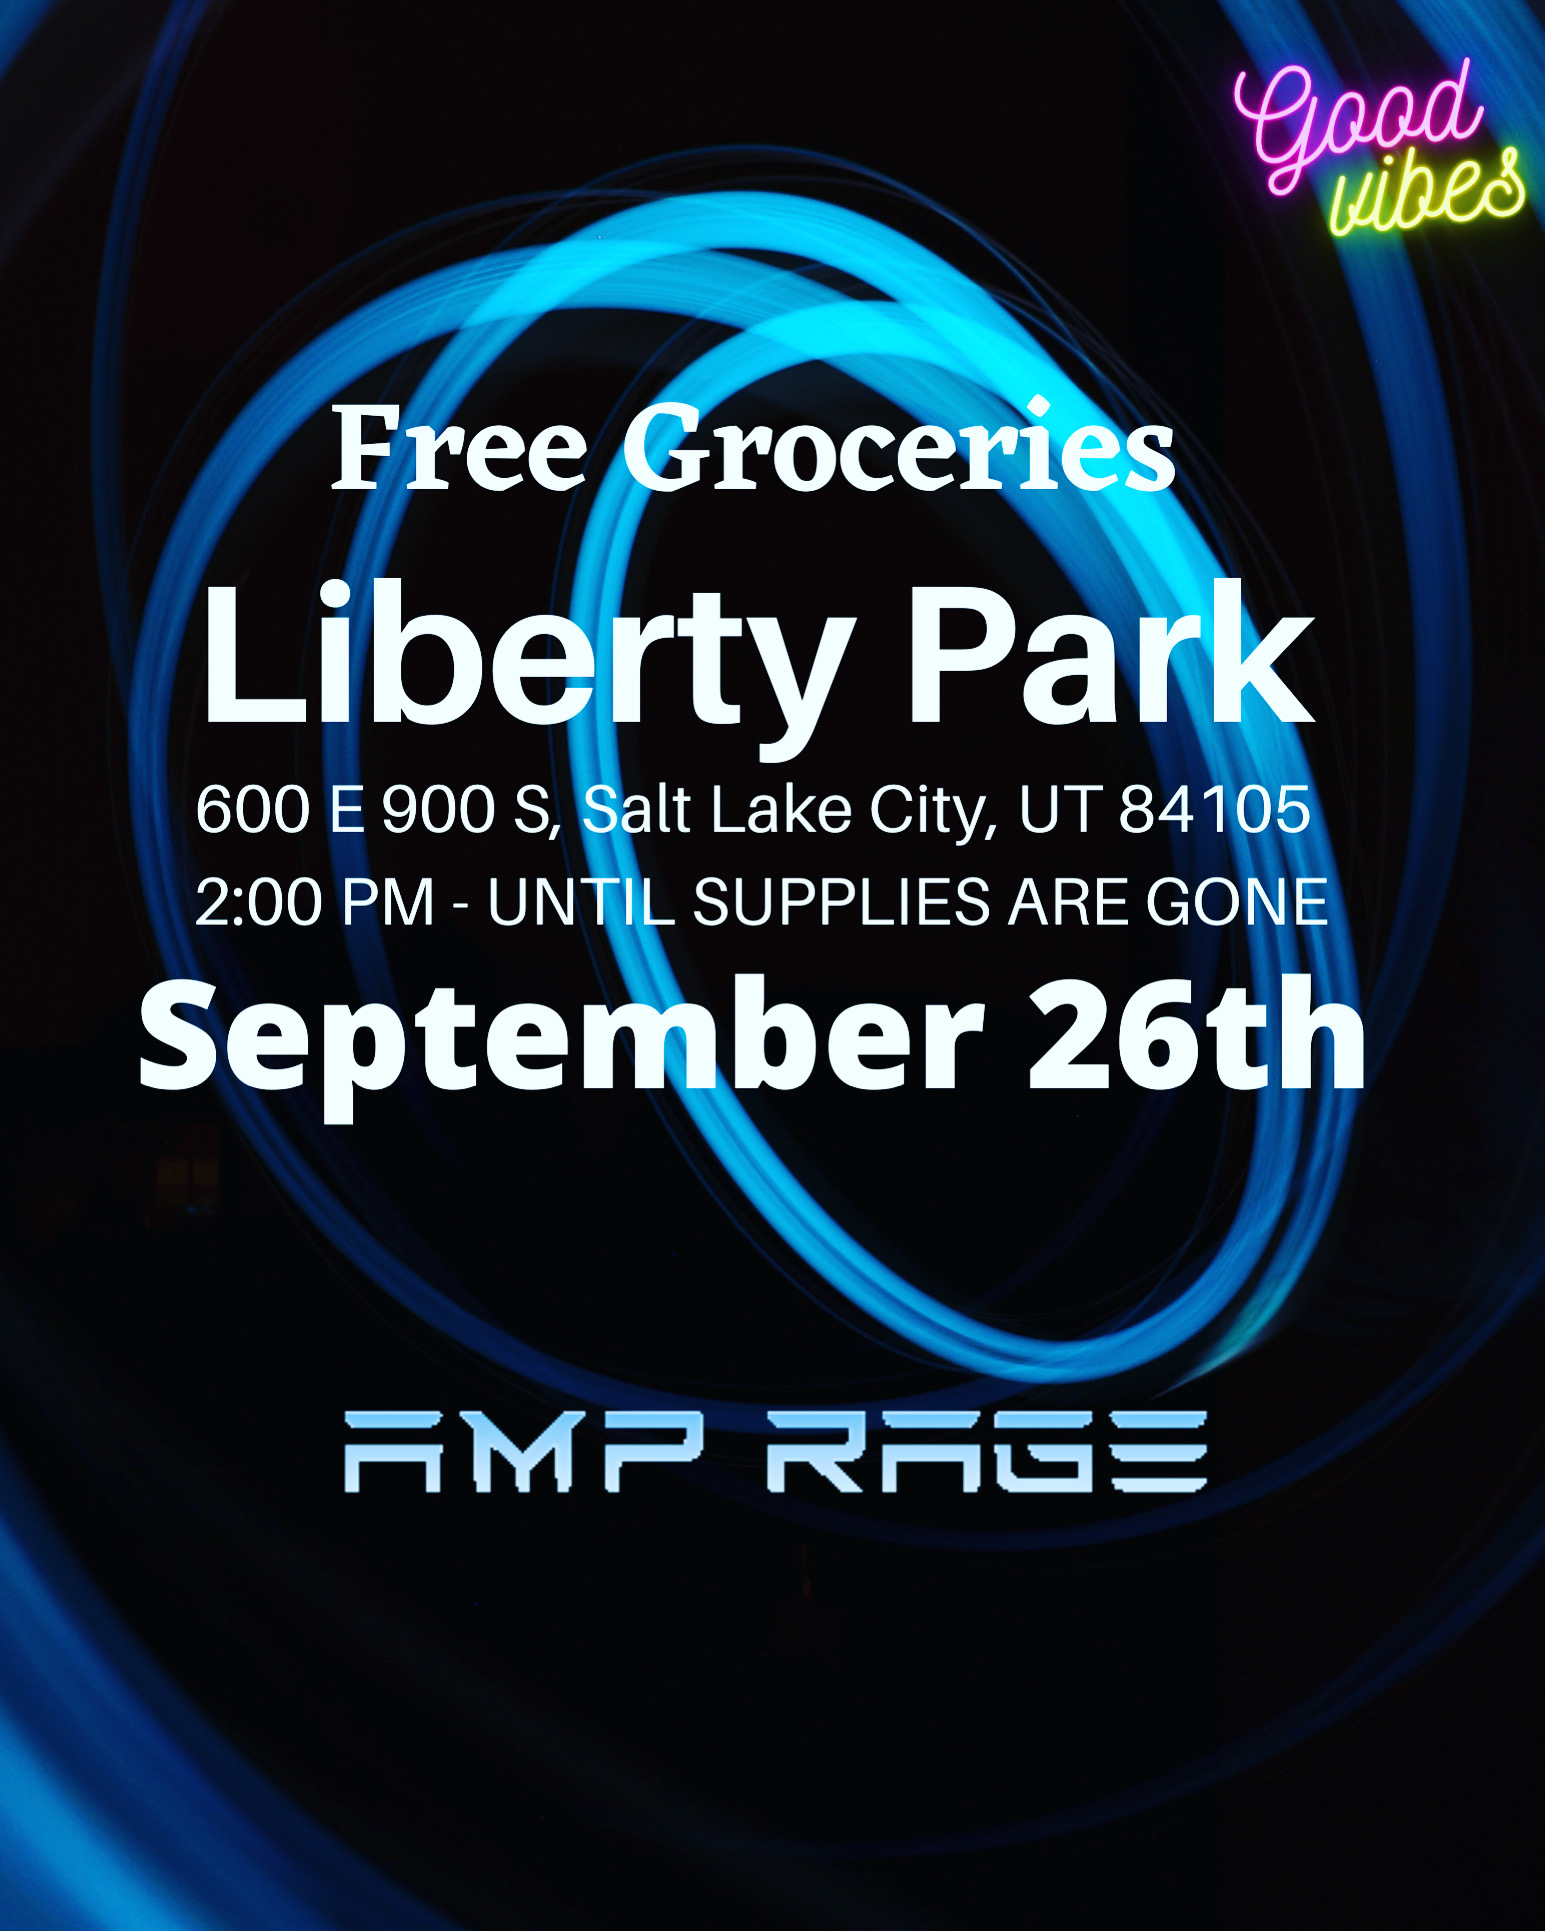 Good
vibes
Free Groceries
Liberty Park
600 E 900 S, Salt Lake City, UT 84105
2:00 PM - UNTIL SUPPLIES ARE GONE
September 26th
AMP RAGE